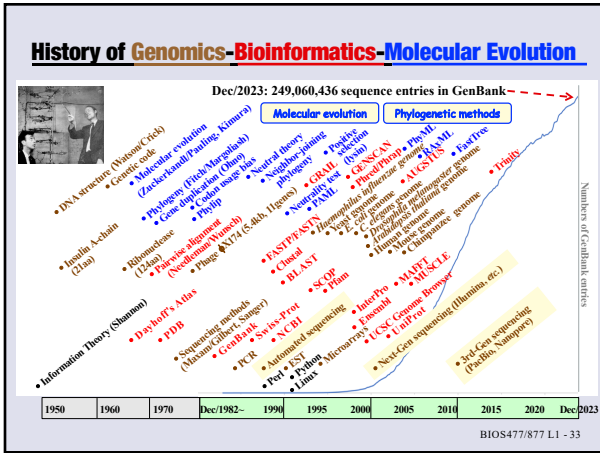 History of Genomics-Bioinformatics-Molecular Evolution
Dec/2023: 249,060,436 sequence entries in GenBank
Molecular evolution
Phylogenetic methods
• DNA structure (Watson/Crick)
• Genetic code
• Molecular evolution
(Zuckerkandl/Pauling, Kimura)
• Phylogeny (Fitch/Margoliash)
• Gene duplication (Ohno)
• Codon usage bias
• Phylip
• Neutral theory
• Neighbor-joining
phylogeny
• Positive
selection
(lysin)
• Neutrality test
• PAML
• PhyML
• RAxML
• FastTree
• GRAIL
• GENSCAN
• Phred/Phrap
• AUGSTUS
• Trinity
• Insulin A-chain
(21aa)
• Ribonuclease
(124aa)
• Pairwise alignment
(Needleman/Wunsch)
• Phage ΦX174 (5.4kb, 11genes)
• Haemophilus influenzae genome
• Yeast genome
• E. coli genome
• C. elegans genome
• Drosophila melanogaster genome
• Arabidopsis thaliana genome
• Human genome
• Mouse genome
• Chimpanzee genome
• FASTP/FASTN
• Clustal
• BLAST
• SCOP
• Pfam
• InterPro
• Ensembl
• UCSC Genome Browser
• UniProt
• MAFFT
• MUSCLE
• Information Theory (Shannon)
• Dayhoff's Atlas
• PDB
• Sequencing methods
(Maxam/Gilbert, Sanger)
• GenBank
• Swiss-Prot
• NCBI
• PCR
• Automated sequencing
• EST
• Perl
• Python
• Linux
• Microarrays
• Next-Gen sequencing (Illumina, etc.)
• 3rd-Gen sequencing
(PacBio, Nanopore)
Numbers of GenBank entries
1950 1960 1970 Dec/1982~ 1990 1995 2000 2005 2010 2015 2020 Dec/2023
BIOS477/877 L1 - 33